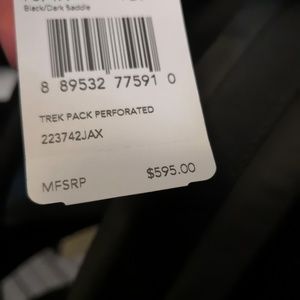 Black/Dark Saddle
8 89532 77591 0
TREK PACK PERFORATED
223742JAX
MFSRP $595.00